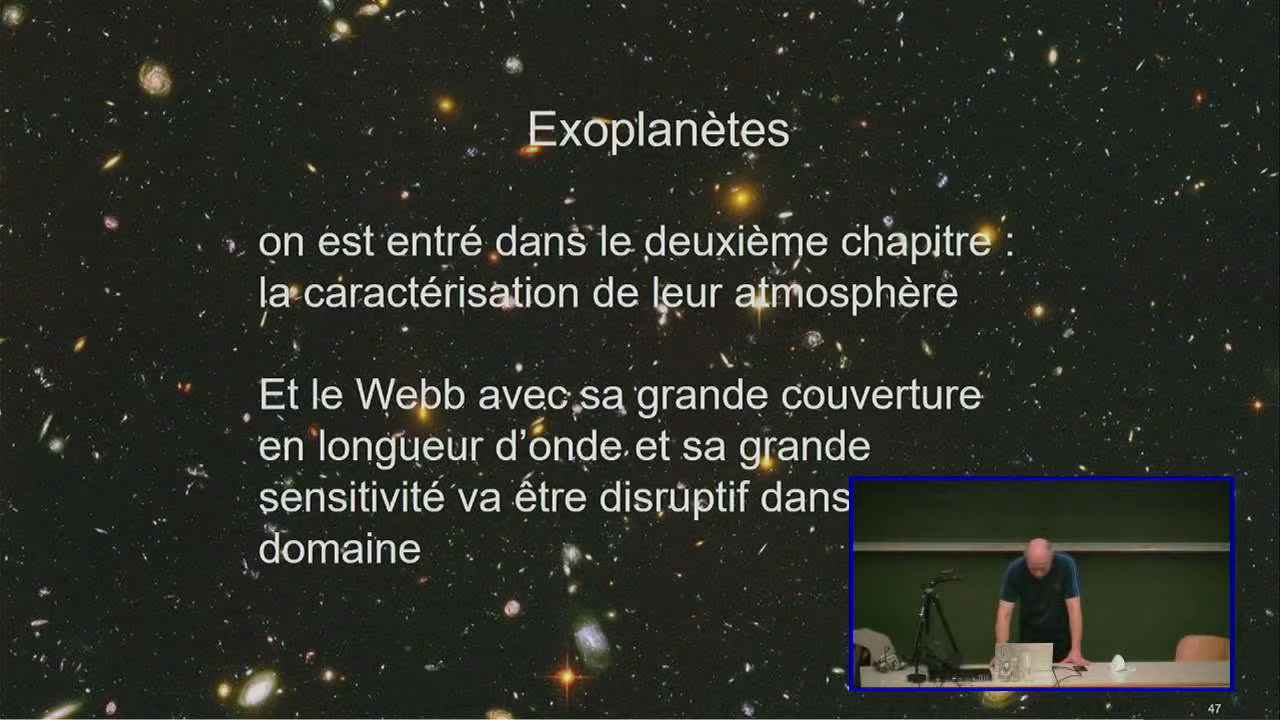 Exoplanètes
on est entré dans le deuxième chapitre :
la caractérisation de leur atmosphère
Et le Webb avec sa grande couverture
en longueur d’onde et sa grande
sensitivité va être disruptif dans
domaine
47